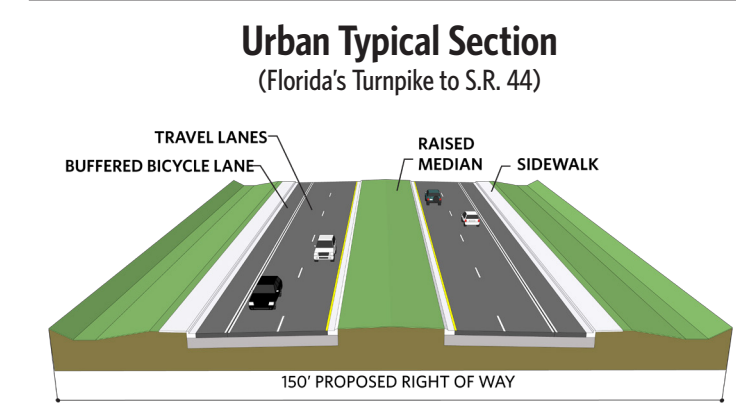 Urban Typical Section
(Florida's Turnpike to S.R. 44)
TRAVEL LANES
BUFFERED BICYCLE LANE
RAISED
MEDIAN
SIDEWALK
150' PROPOSED RIGHT OF WAY